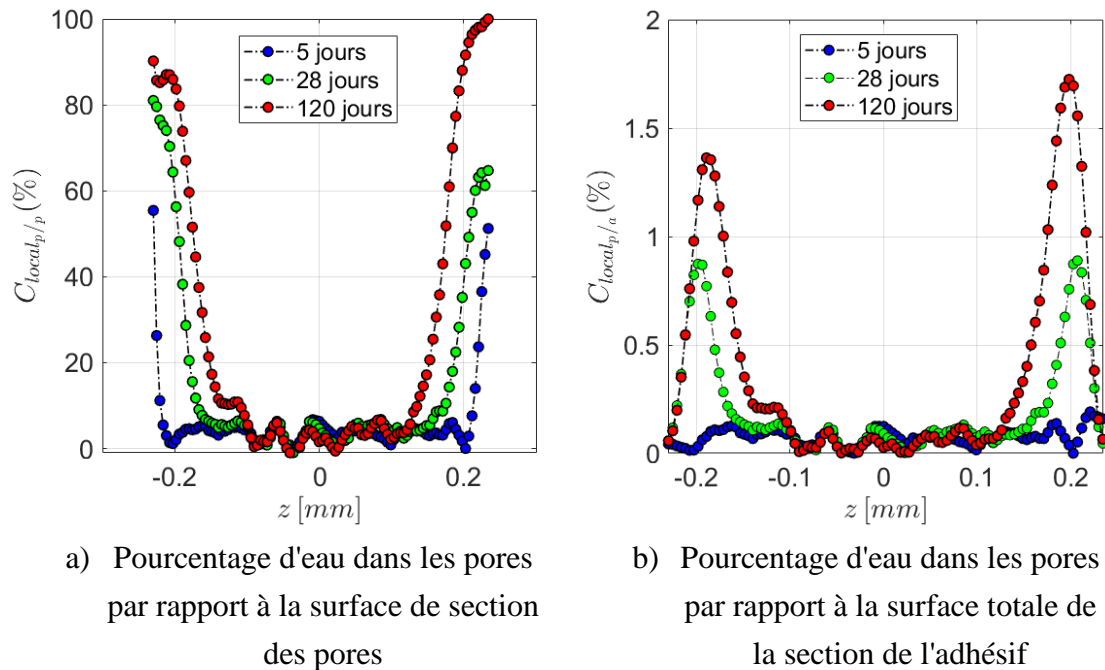 100
80
60
40
20
0
-0.2
0
0.2
C_{local_{p/p}} (%)
z [mm]
5 jours
28 jours
120 jours
2
1.5
1
0.5
0
-0.2
-0.1
0
0.1
0.2
C_{local_{p/a}} (%)
z [mm]
5 jours
28 jours
120 jours
a) Pourcentage d'eau dans les pores
par rapport à la surface de section
des pores
b) Pourcentage d'eau dans les pores
par rapport à la surface totale de
la section de l'adhésif